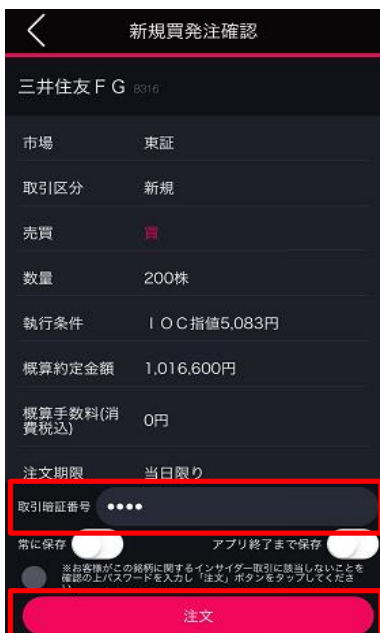 新規買発注確認
三井住友ＦＧ 8316
市場 東証
取引区分 新規
売買 買
数量 200株
執行条件 ＩＯＣ指値5,083円
概算約定金額 1,016,600円
概算手数料(消
費税込) 0円
注文期限 当日限り
取引暗証番号 ••••
常に保存 アプリ終了まで保存
※お客様がこの銘柄に関するインサイダー取引に該当しないことを
確認の上パスワードを入力し「注文」ボタンをタップしてくださ
注文